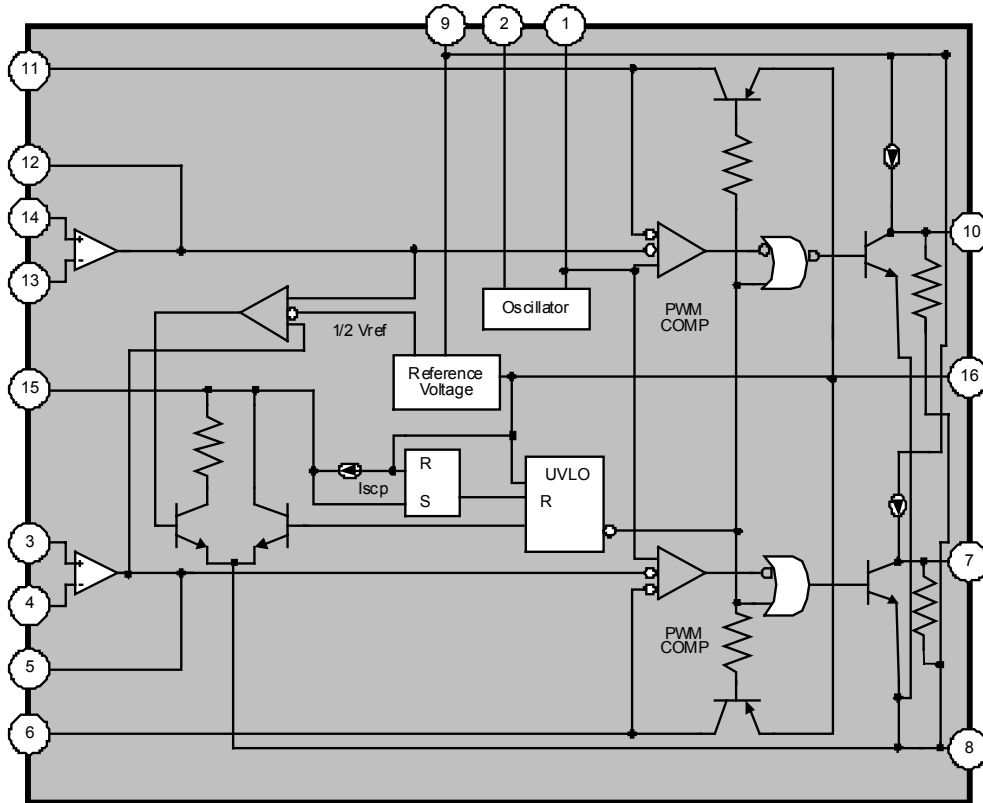 9 2 1
11
12
14
+
-
13
10
Oscillator
PWM
COMP
1/2 Vref
Reference
Voltage
15
16
R
S
Iscp
UVLO
R
3
+
-
4
7
PWM
COMP
5
6
8